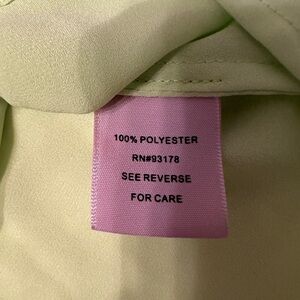 100% POLYESTER
RN#93178
SEE REVERSE
FOR CARE